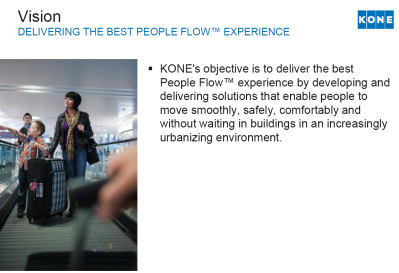 Vision
DELIVERING THE BEST PEOPLE FLOW™ EXPERIENCE
KONE
▪ KONE's objective is to deliver the best
People Flow™ experience by developing and
delivering solutions that enable people to
move smoothly, safely, comfortably and
without waiting in buildings in an increasingly
urbanizing environment.